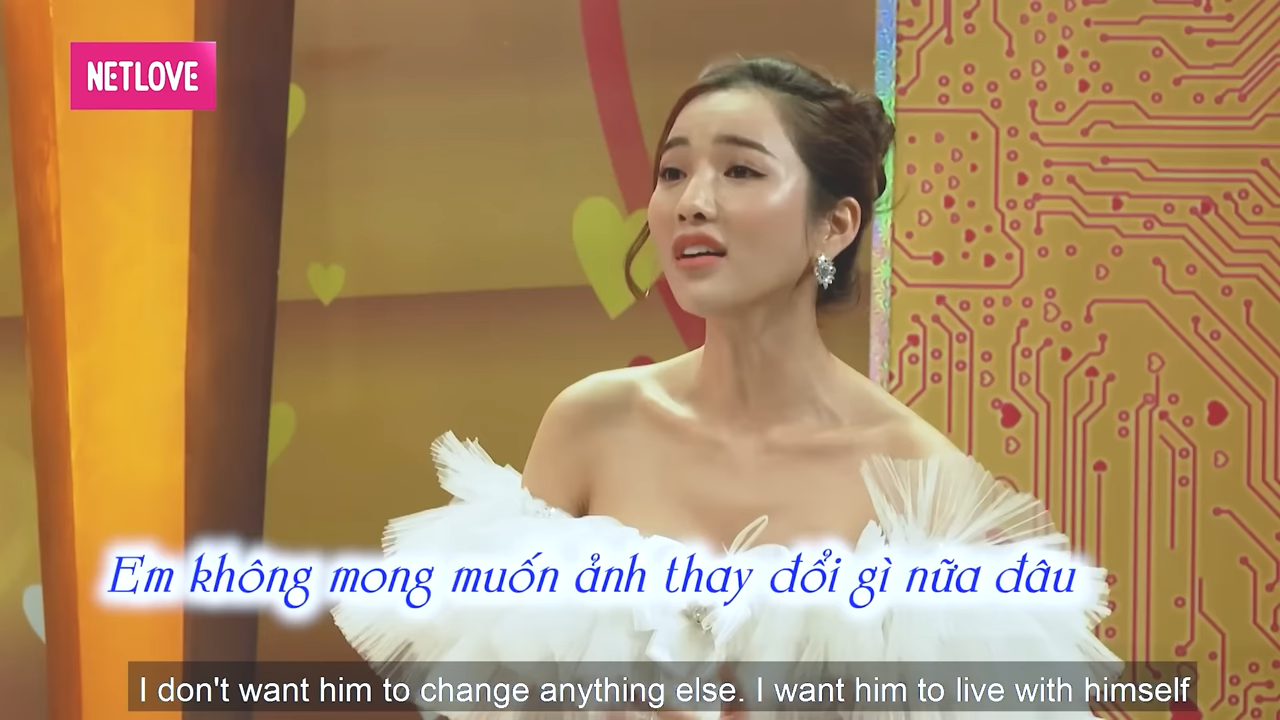 NETLOVE
Em không mong muốn ảnh thay đổi gì nữa đâu
I don't want him to change anything else. I want him to live with himself